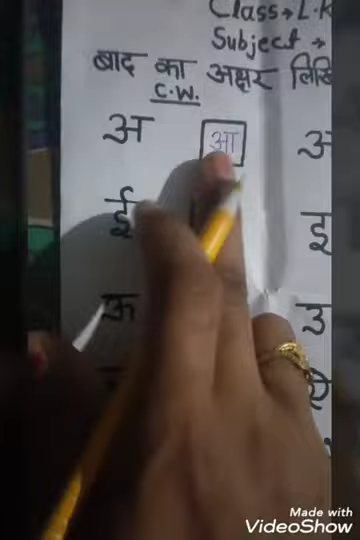 Class → L.K
Subject →
बाद का अक्षर लिखि
C.W.
अ आ अ
ई इ
ऊ उ
Made with
VideoShow